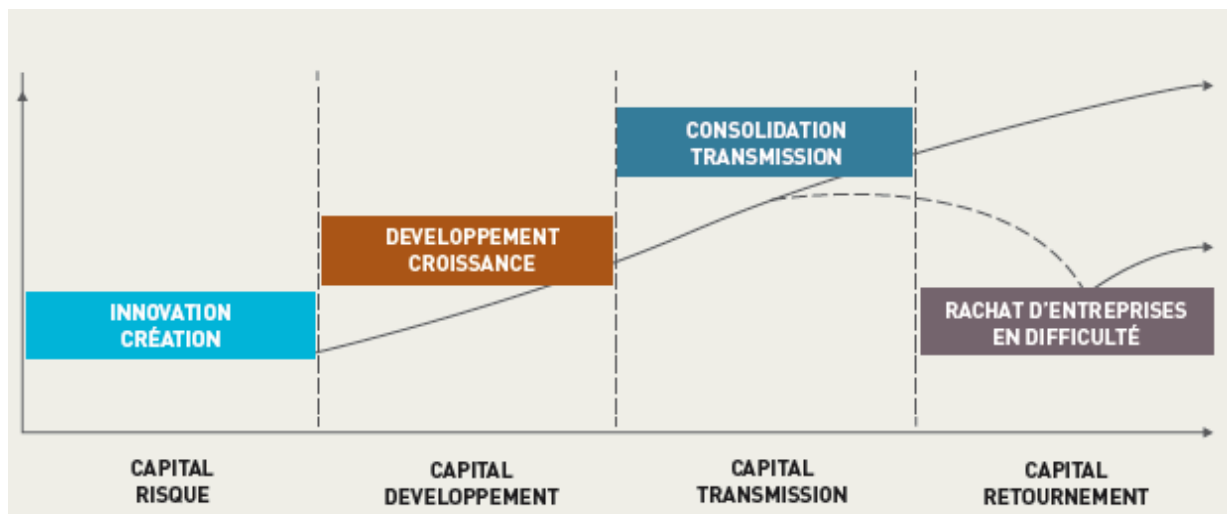 CONSOLIDATION
TRANSMISSION
DEVELOPPEMENT
CROISSANCE
INNOVATION
CRÉATION
RACHAT D'ENTREPRISES
EN DIFFICULTÉ
CAPITAL
RISQUE
CAPITAL
DEVELOPPEMENT
CAPITAL
TRANSMISSION
CAPITAL
RETOURNEMENT